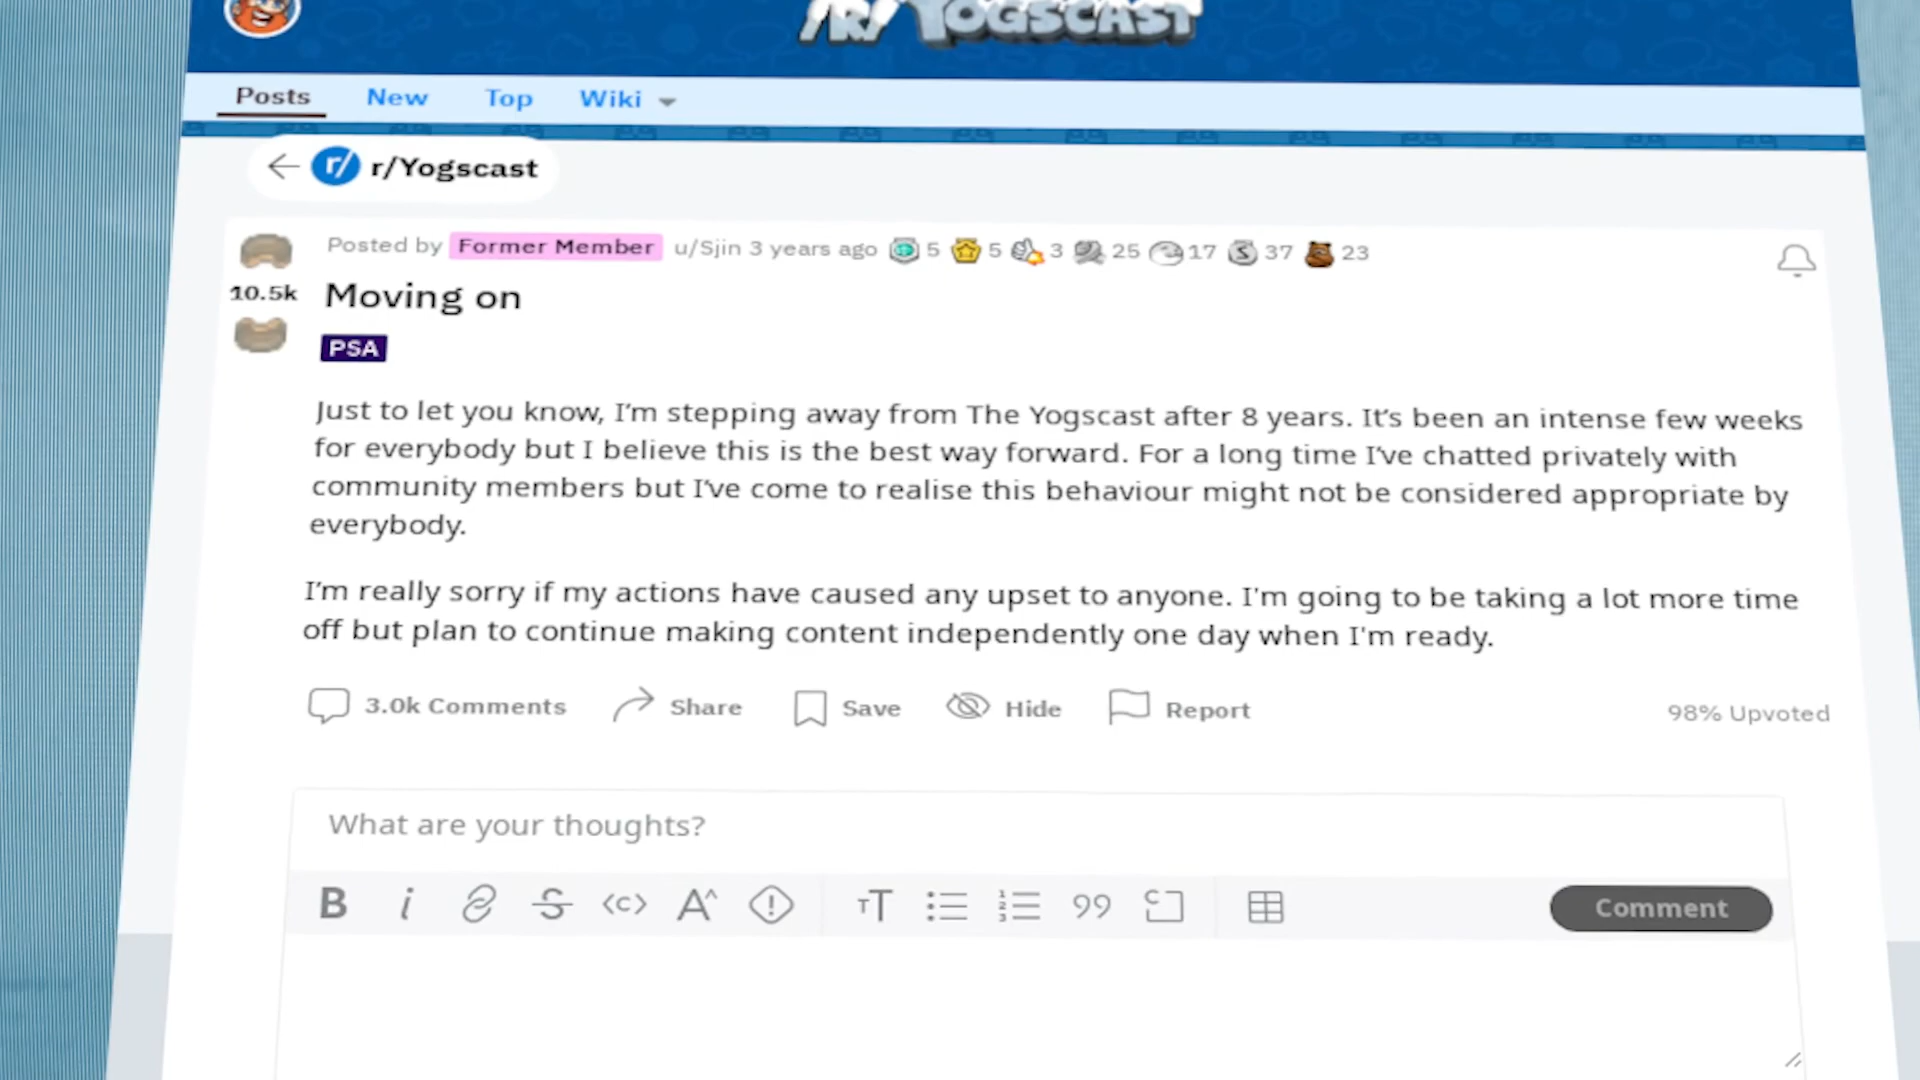 /R/ YOGSCAST
Posts New Top Wiki
r/ r/Yogscast
Posted by Former Member u/Sjin 3 years ago 5 5 3 25 17 S 37 23
10.5k Moving on
PSA
Just to let you know, I’m stepping away from The Yogscast after 8 years. It’s been an intense few weeks
for everybody but I believe this is the best way forward. For a long time I’ve chatted privately with
community members but I’ve come to realise this behaviour might not be considered appropriate by
everybody.
I’m really sorry if my actions have caused any upset to anyone. I'm going to be taking a lot more time
off but plan to continue making content independently one day when I'm ready.
3.0k Comments Share Save Hide Report 98% Upvoted
What are your thoughts?
B i S <c> A^ ! TT 1 2 3 99 C Comment